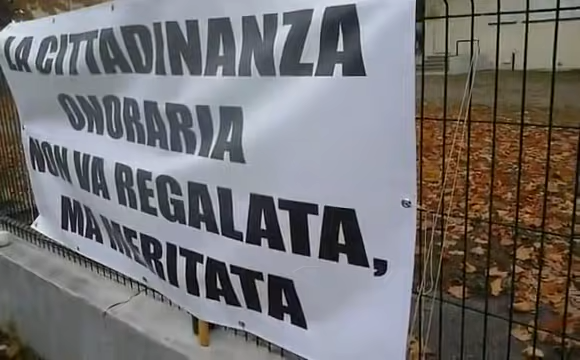 LA CITTADINANZA
ONORARIA
NON VA REGALATA,
MA MERITATA